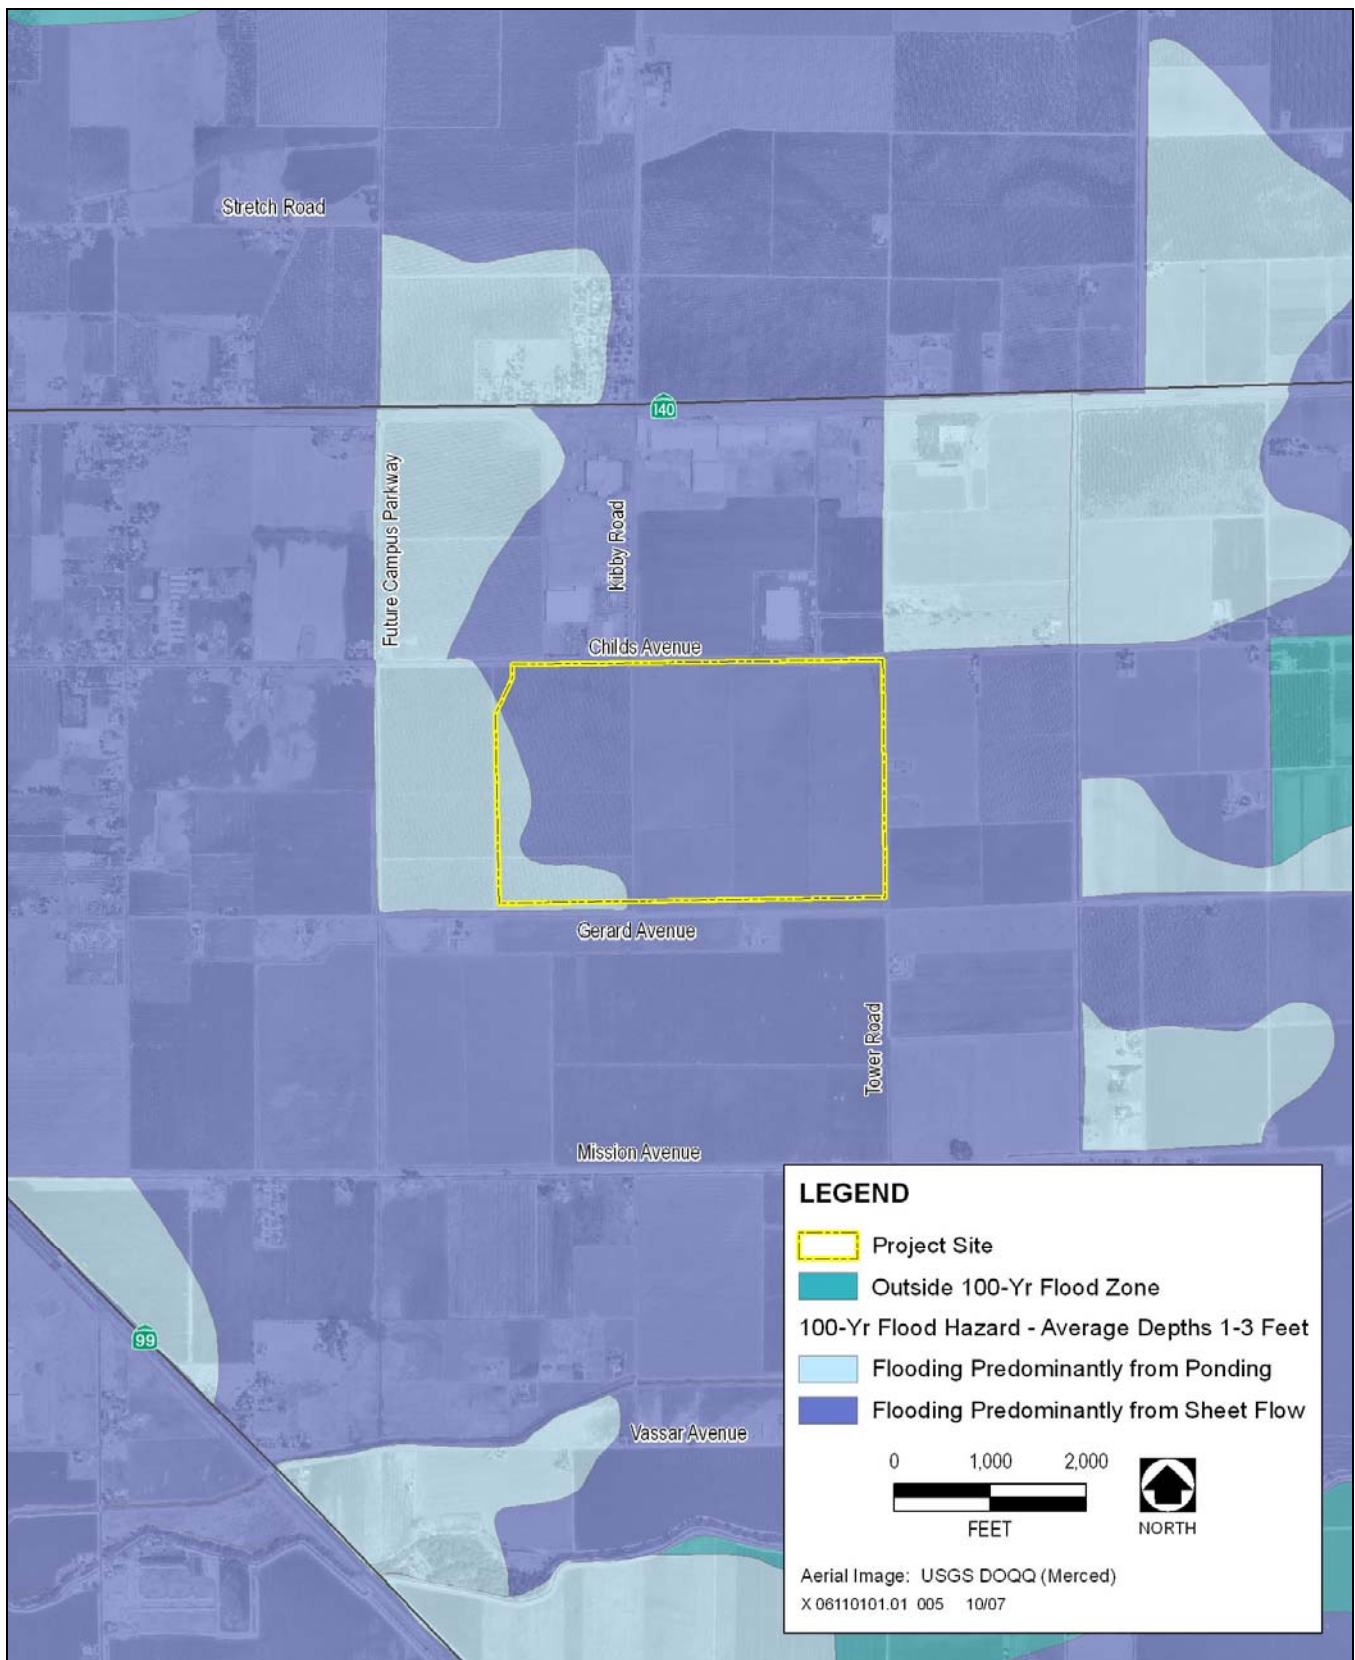 Stretch Road
140
Future Campus Parkway
Kibby Road
Childs Avenue
Gerard Avenue
Tower Road
Mission Avenue
99
Vassar Avenue
LEGEND
Project Site
Outside 100-Yr Flood Zone
100-Yr Flood Hazard - Average Depths 1-3 Feet
Flooding Predominantly from Ponding
Flooding Predominantly from Sheet Flow
0 1,000 2,000
FEET
NORTH
Aerial Image: USGS DOQQ (Merced)
X 06110101.01 005 10/07